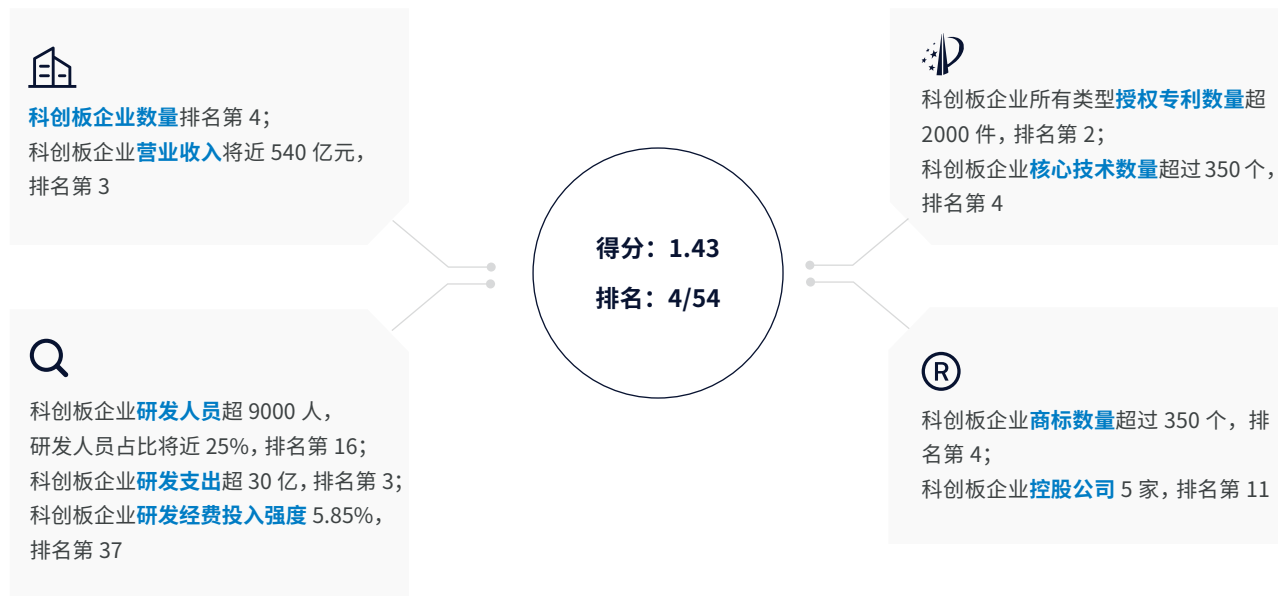 科创板企业数量排名第 4；
科创板企业营业收入将近 540 亿元，
排名第 3
科创板企业所有类型授权专利数量超
2000 件，排名第 2；
科创板企业核心技术数量超过 350 个，
排名第 4
得分：1.43
排名：4/54
科创板企业研发人员超 9000 人，
研发人员占比将近 25%，排名第 16；
科创板企业研发支出超 30 亿，排名第 3；
科创板企业研发经费投入强度 5.85%，
排名第 37
R
科创板企业商标数量超过 350 个，排
名第 4；
科创板企业控股公司 5 家，排名第 11